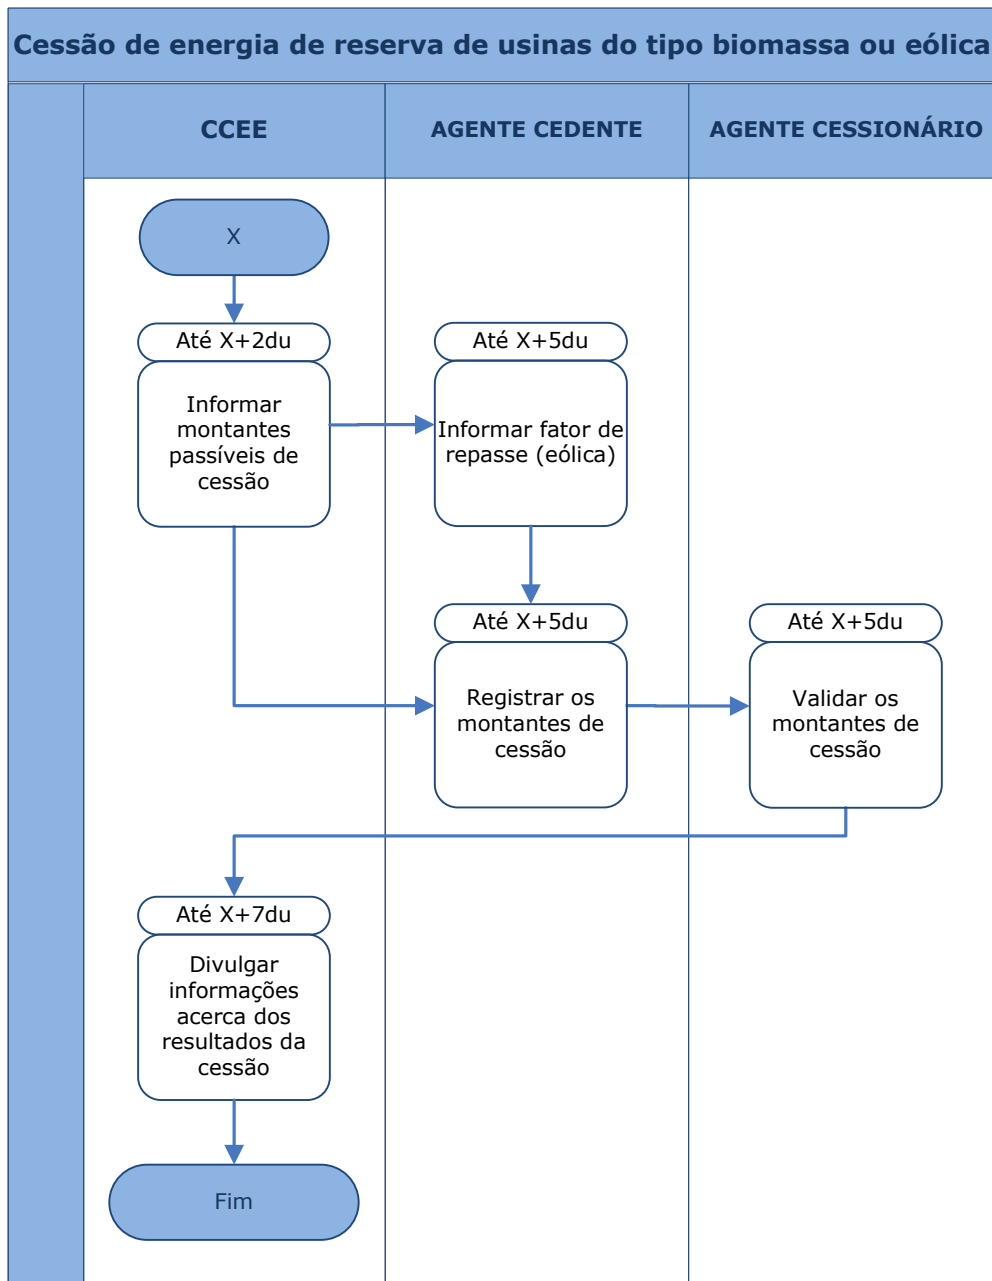 Cessão de energia de reserva de usinas do tipo biomassa ou eólica
CCEE
AGENTE CEDENTE
AGENTE CESSIONÁRIO
X
Até X+2du
Informar
montantes
passíveis de
cessão
Até X+5du
Informar fator de
repasse (eólica)
Até X+5du
Registrar os
montantes de
cessão
Até X+5du
Validar os
montantes de
cessão
Até X+7du
Divulgar
informações
acerca dos
resultados da
cessão
Fim